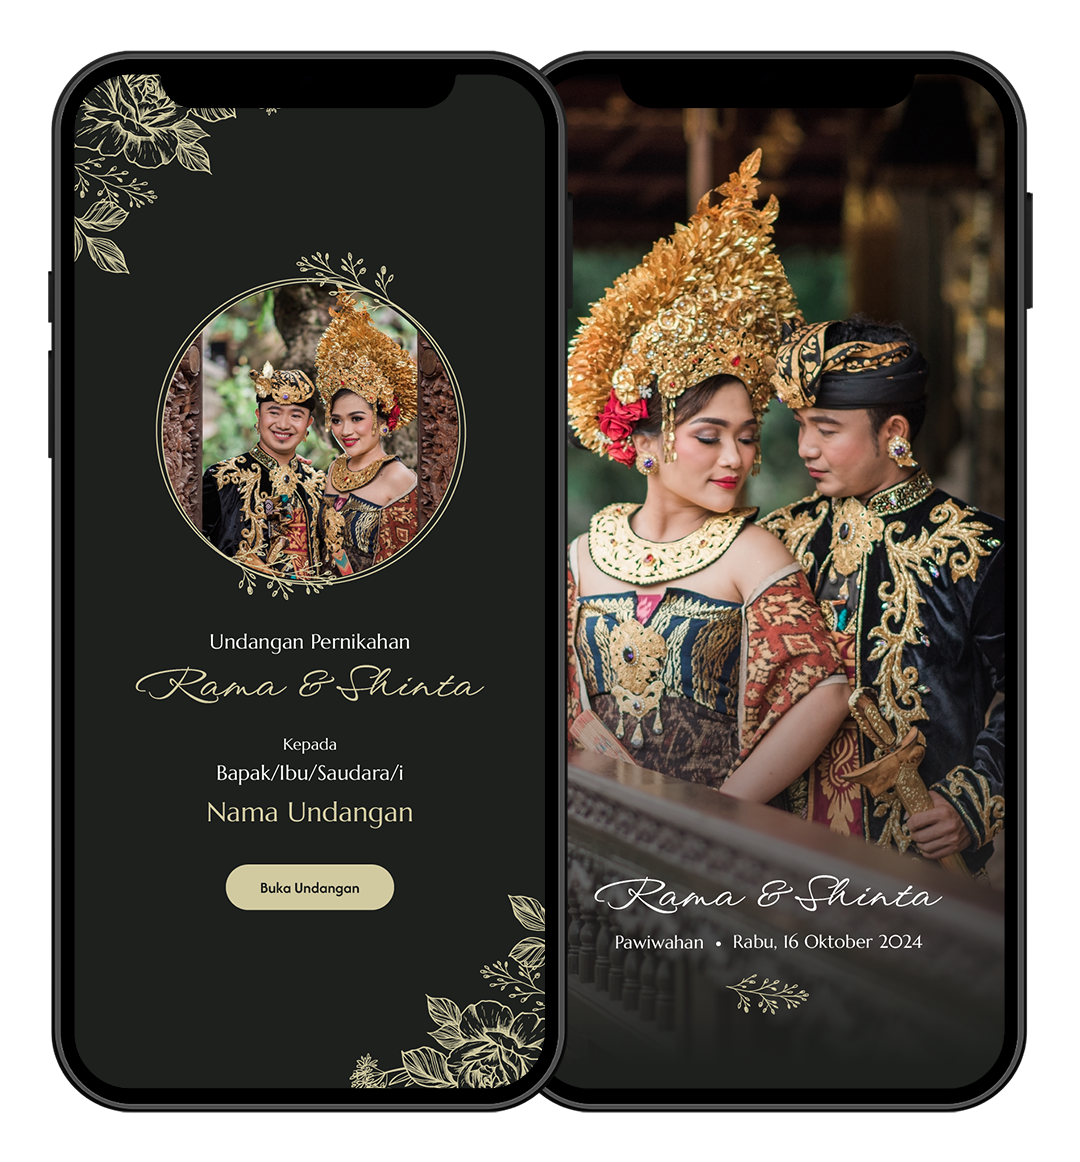 Undangan Pernikahan
Rama & Shinta
Kepada
Bapak/Ibu/Saudara/i
Nama Undangan
Buka Undangan
Rama & Shinta
Pawiwahan • Rabu, 16 Oktober 2024